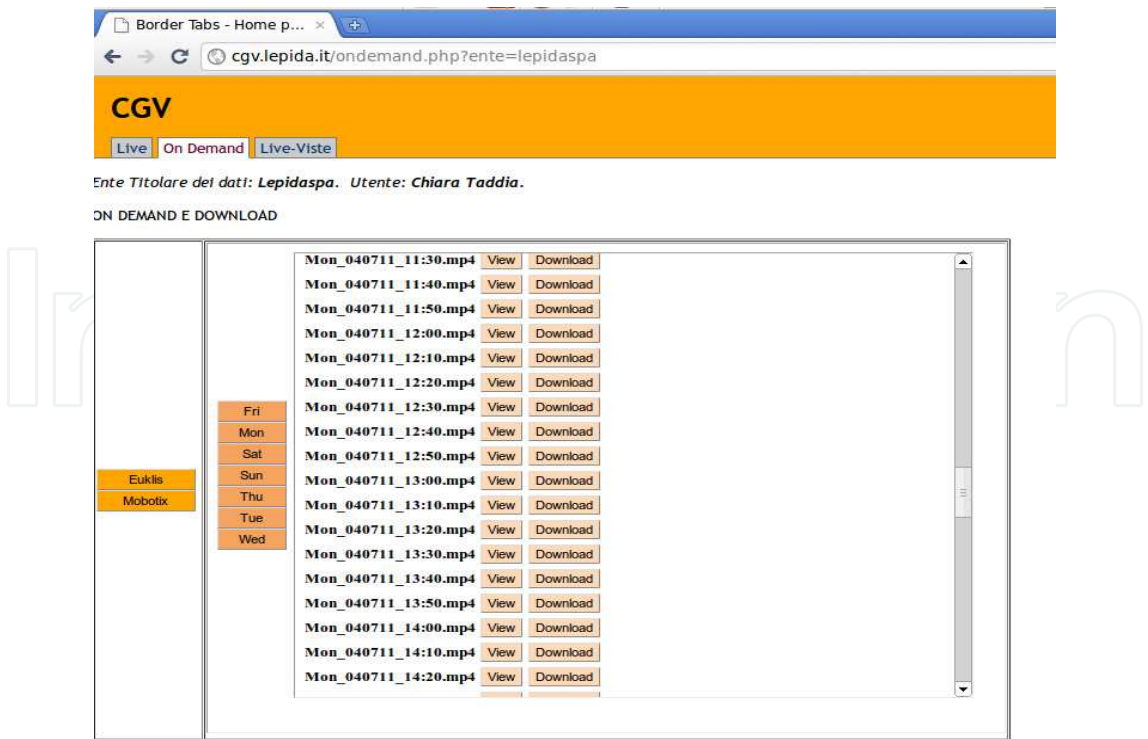 Border Tabs - Home p...
cgv.lepida.it/ondemand.php?ente=lepidaspa
CGV
Live On Demand Live-Viste
Ente Titolare dei dati: Lepidaspa. Utente: Chiara Taddia.
ON DEMAND E DOWNLOAD
Euklis
Mobotix
Fri
Mon
Sat
Sun
Thu
Tue
Wed
Mon_040711_11:30.mp4 View Download
Mon_040711_11:40.mp4 View Download
Mon_040711_11:50.mp4 View Download
Mon_040711_12:00.mp4 View Download
Mon_040711_12:10.mp4 View Download
Mon_040711_12:20.mp4 View Download
Mon_040711_12:30.mp4 View Download
Mon_040711_12:40.mp4 View Download
Mon_040711_12:50.mp4 View Download
Mon_040711_13:00.mp4 View Download
Mon_040711_13:10.mp4 View Download
Mon_040711_13:20.mp4 View Download
Mon_040711_13:30.mp4 View Download
Mon_040711_13:40.mp4 View Download
Mon_040711_13:50.mp4 View Download
Mon_040711_14:00.mp4 View Download
Mon_040711_14:10.mp4 View Download
Mon_040711_14:20.mp4 View Download